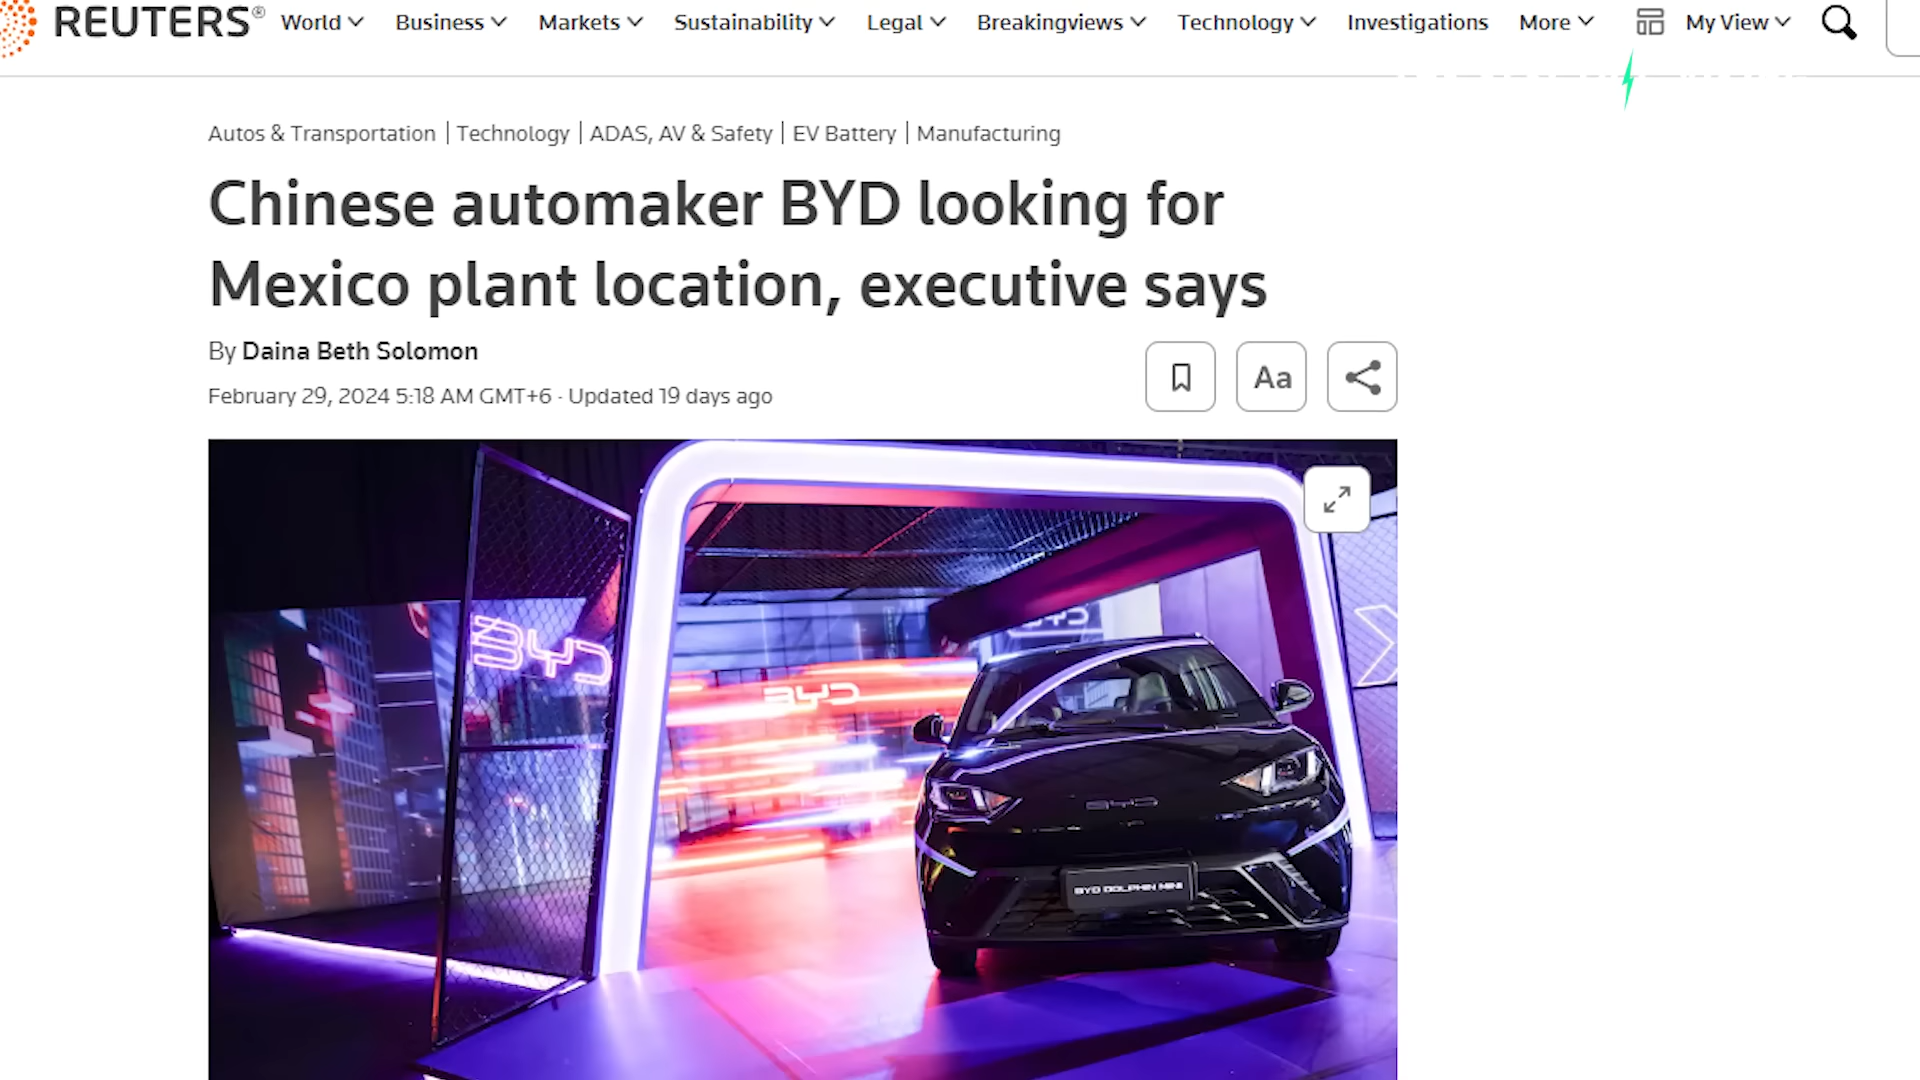 REUTERS®
World Business Markets Sustainability Legal Breakingviews Technology Investigations More My View
Autos & Transportation | Technology | ADAS, AV & Safety | EV Battery | Manufacturing
Chinese automaker BYD looking for
Mexico plant location, executive says
By Daina Beth Solomon
Aa
February 29, 2024 5:18 AM GMT+6 · Updated 19 days ago
BYD
BYD
BYD
BYD
BYD DOLPHIN MINI